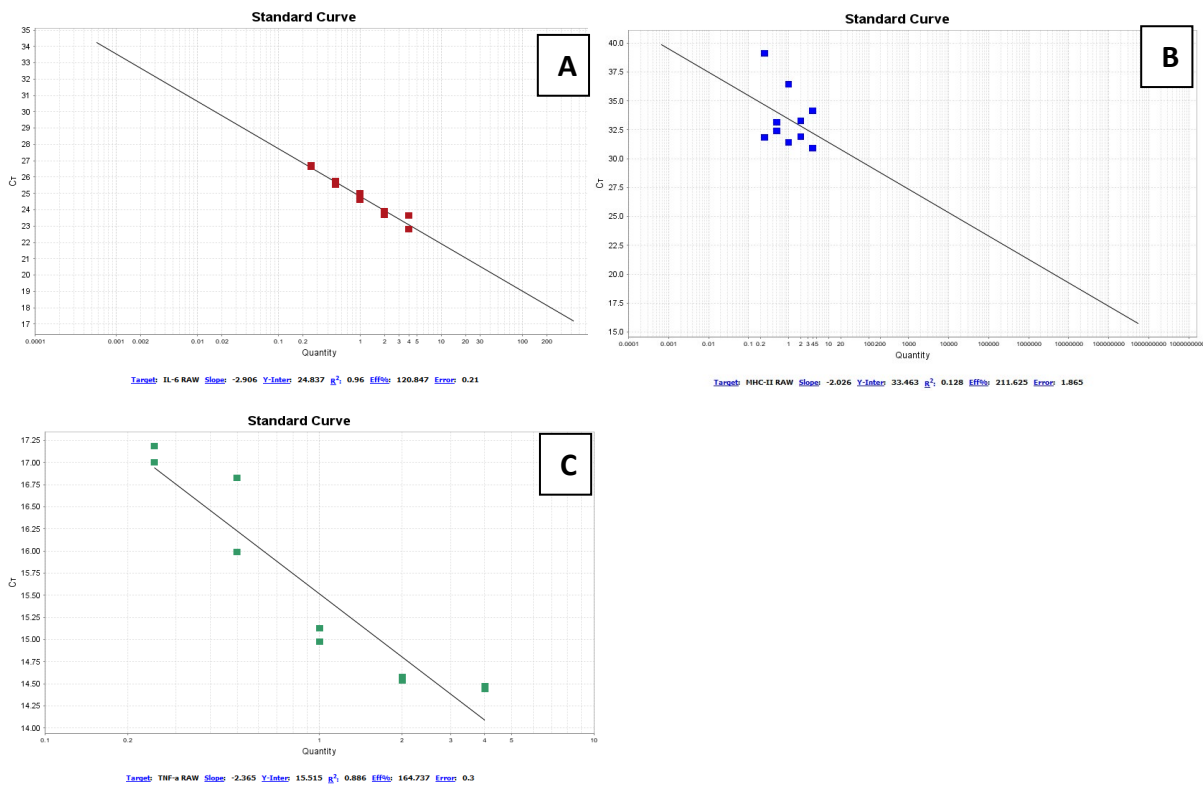 Standard Curve
A
35
34
33
32
31
30
29
28
27
26
25
24
23
22
21
20
19
18
17
CT
0.0001 0.001 0.002 0.01 0.02 0.1 0.2 1 2 3 4 5 10 20 30 100 200
Quantity
Target: IL-6 RAW Slope: -2.906 Y-Inter: 24.837 R²: 0.96 Eff%: 120.847 Error: 0.21
Standard Curve
B
40.0
37.5
35.0
32.5
30.0
27.5
25.0
22.5
20.0
17.5
15.0
CT
0.0001 0.001 0.01 0.1 0.2 1 2 3.45 10 20 100200 1000 10000 100000 1000000 10000000 100000000
Quantity
Target: MHC-II RAW Slope: -2.026 Y-Inter: 33.463 R²: 0.128 Eff%: 211.625 Error: 1.865
Standard Curve
C
17.25
17.00
16.75
16.50
16.25
16.00
15.75
15.50
15.25
15.00
14.75
14.50
14.25
14.00
CT
0.1 0.2 1 2 3 4 5 10
Quantity
Target: TNF-a RAW Slope: -2.365 Y-Inter: 15.515 R²: 0.886 Eff%: 164.737 Error: 0.3